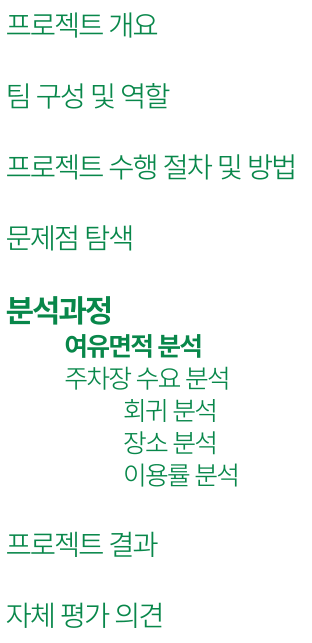 프로젝트 개요
팀 구성 및 역할
프로젝트 수행 절차 및 방법
문제점 탐색
분석과정
여유면적 분석
주차장 수요 분석
회귀 분석
장소 분석
이용률 분석
프로젝트 결과
자체 평가 의견